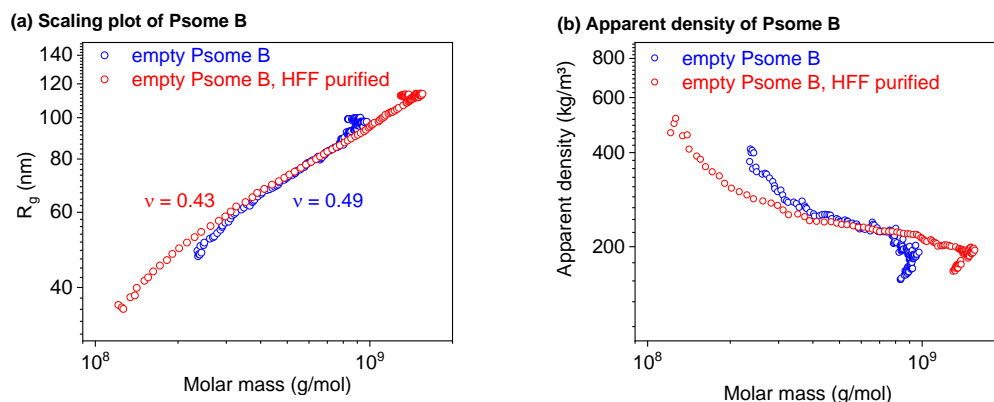 (a) Scaling plot of Psome B
empty Psome B
empty Psome B, HFF purified
140
120
100
80
60
40
R_g (nm)
ν = 0.43
ν = 0.49
10⁸
10⁹
Molar mass (g/mol)
(b) Apparent density of Psome B
empty Psome B
empty Psome B, HFF purified
800
600
400
200
Apparent density (kg/m³)
10⁸
10⁹
Molar mass (g/mol)